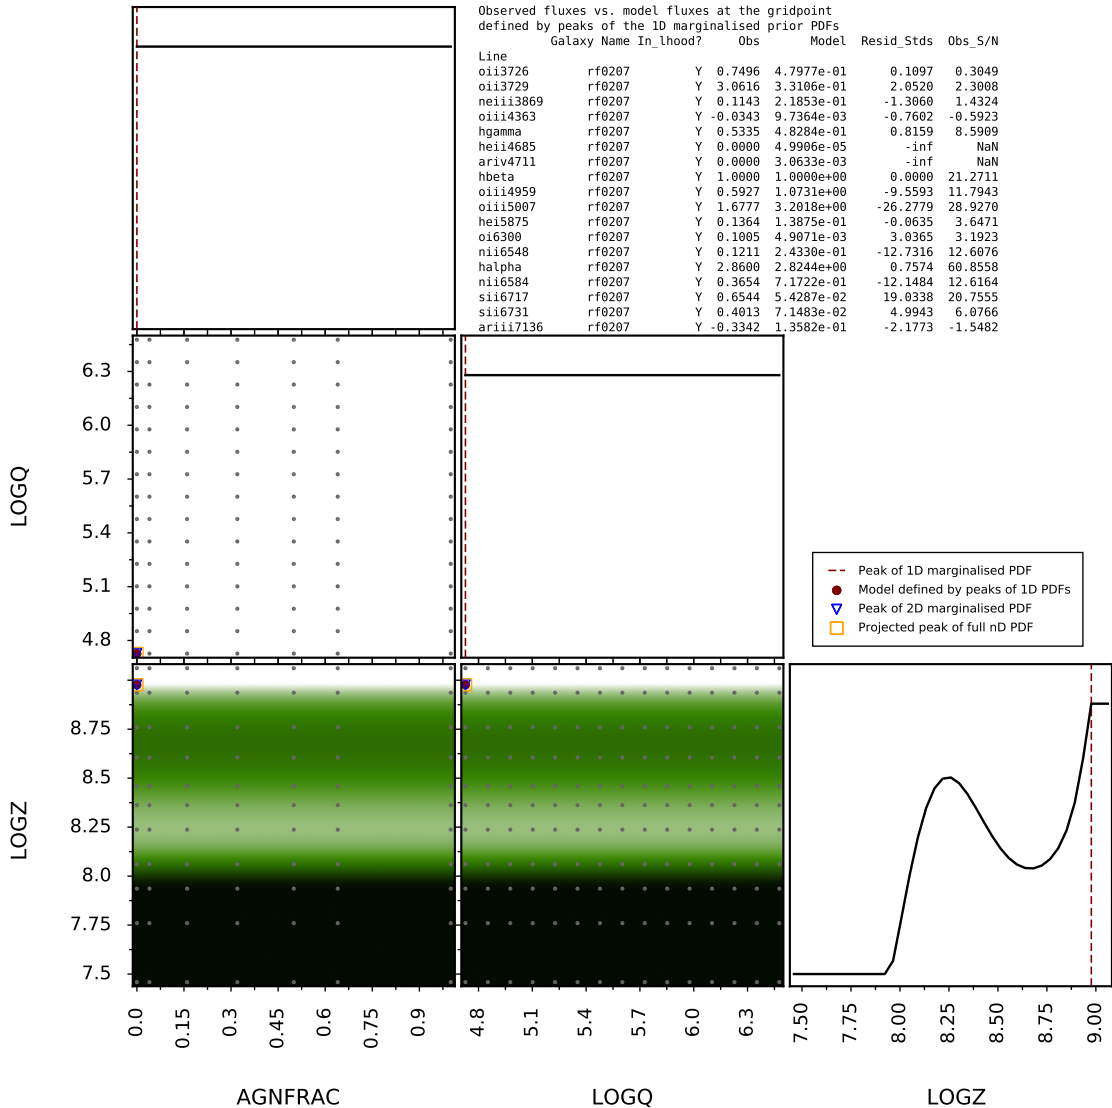 Observed fluxes vs. model fluxes at the gridpoint
defined by peaks of the 1D marginalised prior PDFs
Galaxy Name In_lhood? Obs Model Resid_Stds Obs_S/N
Line
oii3726 rf0207 Y 0.7496 4.7977e-01 0.1097 0.3049
oii3729 rf0207 Y 3.0616 3.3106e-01 2.0520 2.3008
neiii3869 rf0207 Y 0.1143 2.1853e-01 -1.3060 1.4324
oiii4363 rf0207 Y -0.0343 9.7364e-03 -0.7602 -0.5923
hgamma rf0207 Y 0.5335 4.8284e-01 0.8159 8.5909
heii4685 rf0207 Y 0.0000 4.9906e-05 -inf NaN
ariv4711 rf0207 Y 0.0000 3.0633e-03 -inf NaN
hbeta rf0207 Y 1.0000 1.0000e+00 0.0000 21.2711
oiii4959 rf0207 Y 0.5927 1.0731e+00 -9.5593 11.7943
oiii5007 rf0207 Y 1.6777 3.2018e+00 -26.2779 28.9270
hei5875 rf0207 Y 0.1364 1.3875e-01 -0.0635 3.6471
oi6300 rf0207 Y 0.1005 4.9071e-03 3.0365 3.1923
nii6548 rf0207 Y 0.1211 2.4330e-01 -12.7316 12.6076
halpha rf0207 Y 2.8600 2.8244e+00 0.7574 60.8558
nii6584 rf0207 Y 0.3654 7.1722e-01 -12.1484 12.6164
sii6717 rf0207 Y 0.6544 5.4287e-02 19.0338 20.7555
sii6731 rf0207 Y 0.4013 7.1483e-02 4.9943 6.0766
ariii7136 rf0207 Y -0.3342 1.3582e-01 -2.1773 -1.5482
LOGQ
6.3
6.0
5.7
5.4
5.1
4.8
Peak of 1D marginalised PDF
Model defined by peaks of 1D PDFs
Peak of 2D marginalised PDF
Projected peak of full nD PDF
LOGZ
8.75
8.5
8.25
8.0
7.75
7.5
0.0 0.15 0.3 0.45 0.6 0.75 0.9
4.8 5.1 5.4 5.7 6.0 6.3
7.50 7.75 8.00 8.25 8.50 8.75 9.00
AGNFRAC LOGQ LOGZ